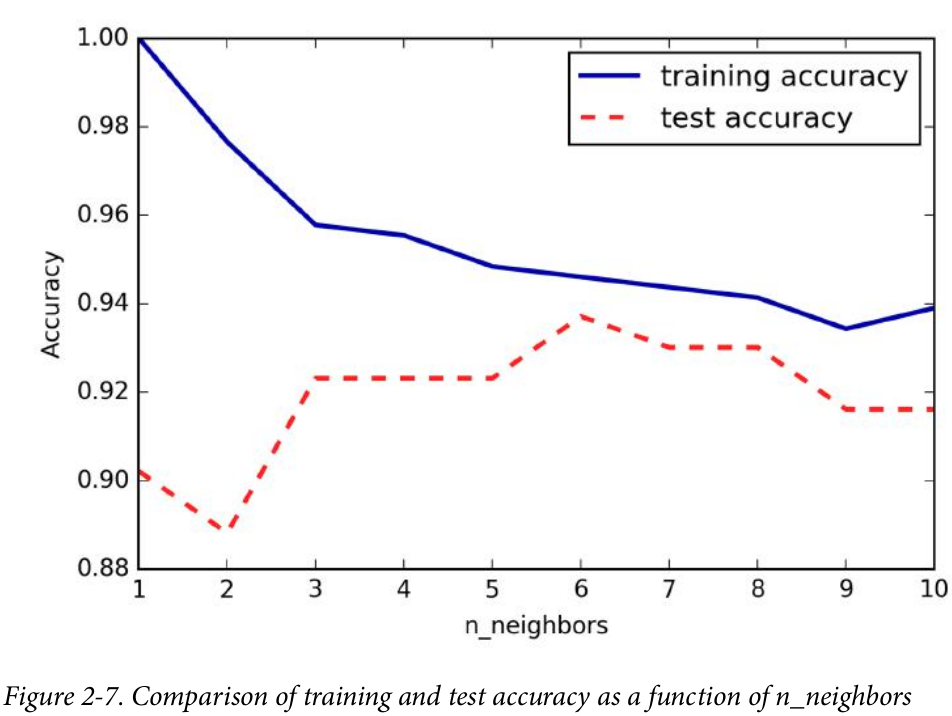 1.00
0.98
0.96
0.94
0.92
0.90
0.88
Accuracy
training accuracy
test accuracy
1 2 3 4 5 6 7 8 9 10
n_neighbors
Figure 2-7. Comparison of training and test accuracy as a function of n_neighbors